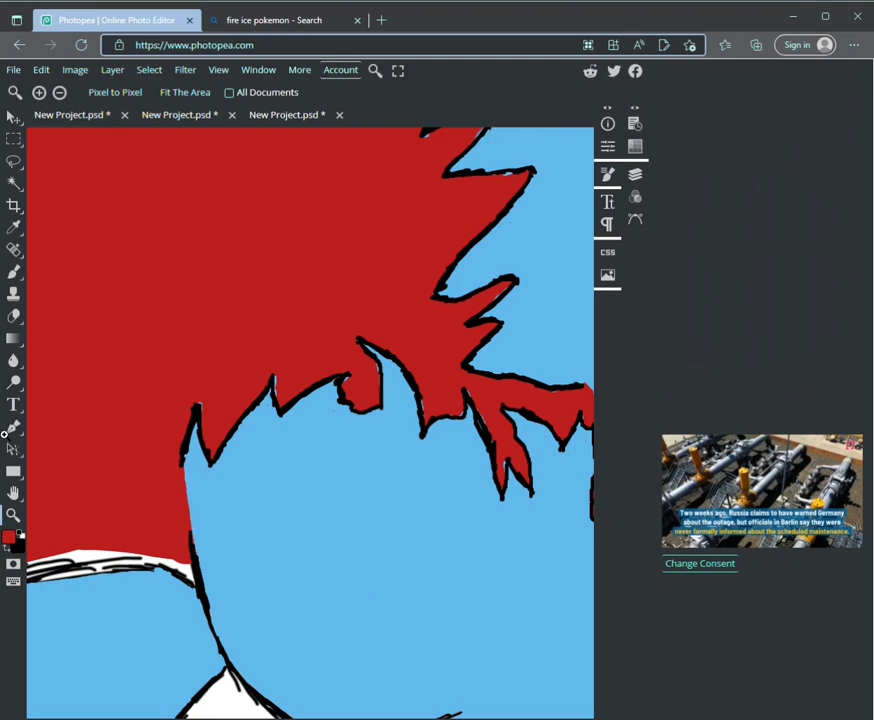 Photopea | Online Photo Editor
fire ice pokemon - Search
https://www.photopea.com
Sign in
File Edit Image Layer Select Filter View Window More Account
Pixel to Pixel Fit The Area All Documents
New Project.psd * New Project.psd * New Project.psd *
CSS
Two weeks ago, Russia claims to have warned Germany
about the outage, but officials in Berlin say they were
never formally informed about the scheduled maintenance.
Change Consent